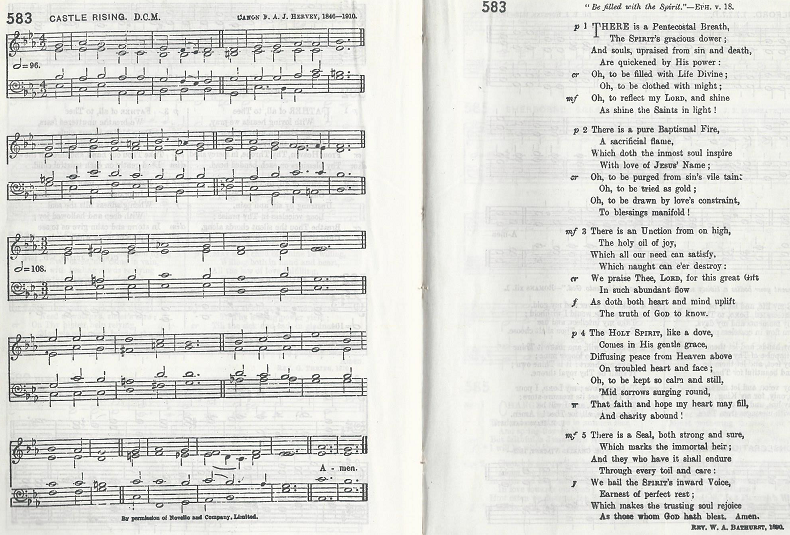 583 CASTLE RISING. D.C.M. CANON F. A. J. HERVEY, 1846–1910.
=96.
=108.
A - men.
By permission of Novello and Company, Limited.
583 "Be filled with the Spirit."—EPH. v. 18.
p 1 THERE is a Pentecostal Breath,
The SPIRIT'S gracious dower;
And souls, upraised from sin and death,
Are quickened by His power:
cr Oh, to be filled with Life Divine;
Oh, to be clothed with might;
mf Oh, to reflect my LORD, and shine
As shine the Saints in light!
p 2 There is a pure Baptismal Fire,
A sacrificial flame,
Which doth the inmost soul inspire
With love of JESUS' Name;
cr Oh, to be purged from sin's vile tain:
Oh, to be tried as gold;
Oh, to be drawn by love's constraint,
To blessings manifold!
mf 3 There is an Unction from on high,
The holy oil of joy,
Which all our need can satisfy,
Which naught can e'er destroy:
cr We praise Thee, LORD, for this great Gift
In such abundant flow
f As doth both heart and mind uplift
The truth of GOD to know.
p 4 The HOLY SPIRIT, like a dove,
Comes in His gentle grace,
Diffusing peace from Heaven above
On troubled heart and face;
Oh, to be kept so calm and still,
'Mid sorrows surging round,
cr That faith and hope my heart may fill,
And charity abound!
mf 5 There is a Seal, both strong and sure,
Which marks the immortal heir;
And they who have it shall endure
Through every toil and care:
f We hail the SPIRIT'S inward Voice,
Earnest of perfect rest;
Which makes the trusting soul rejoice
As those whom GOD hath blest. Amen.
REV. W. A. BATHURST, 1890.